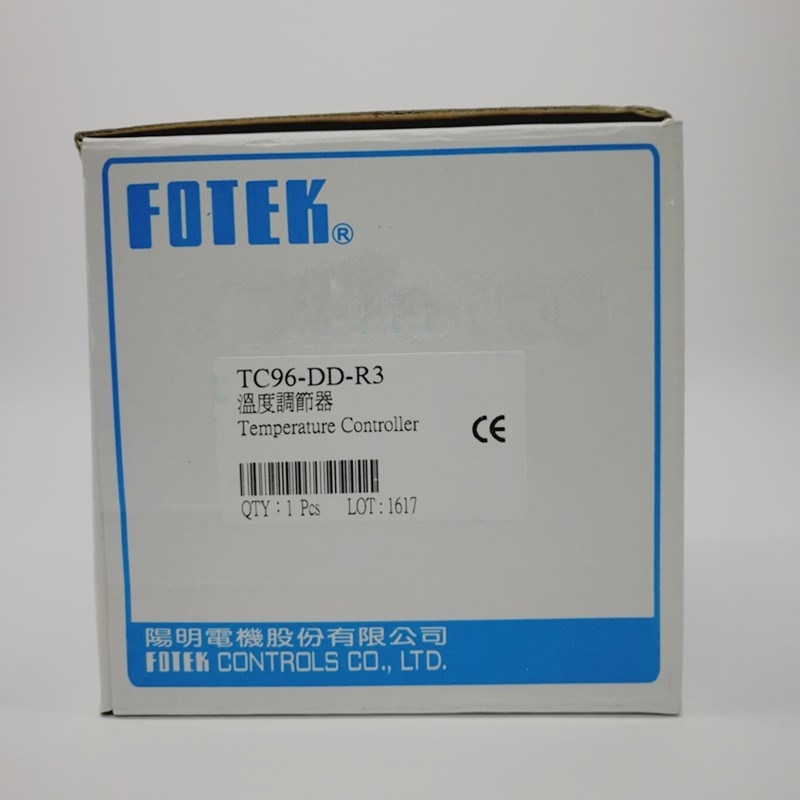 FOTEK®
TC96-DD-R3
溫度調節器
Temperature Controller
CE
QTY：1 Pcs LOT : 1617
陽明電機股份有限公司
FOTEK CONTROLS CO., LTD.